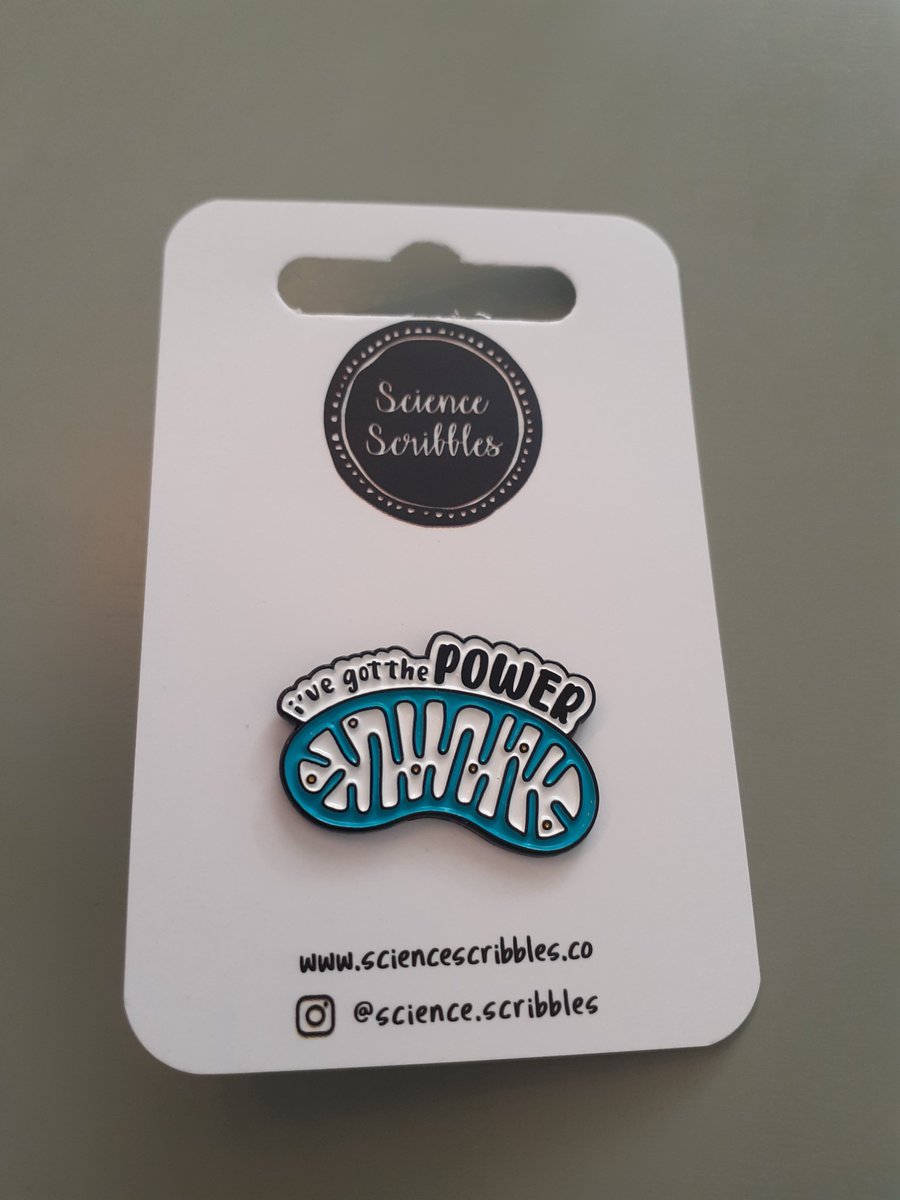 Science
Scribbles
i've got the POWER
www.sciencescribbles.co
@science.scribbles